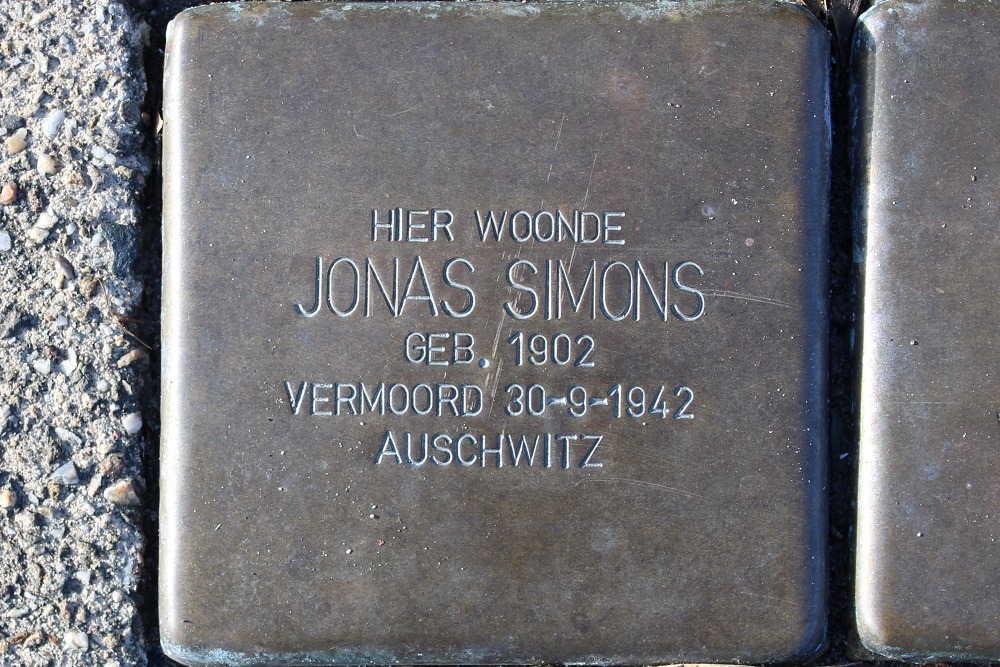 HIER WOONDE
JONAS SIMONS
GEB. 1902
VERMOORD 30-9-1942
AUSCHWITZ